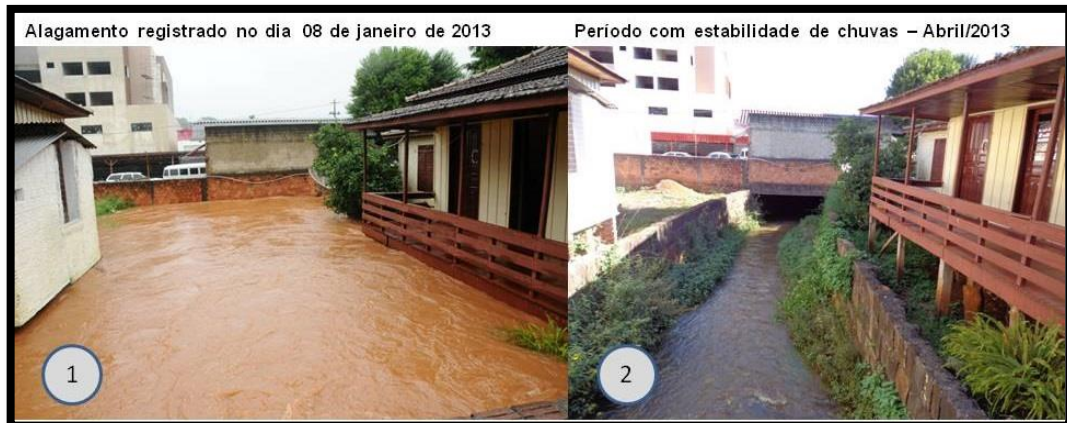 Alagamento registrado no dia 08 de janeiro de 2013
Período com estabilidade de chuvas – Abril/2013
1
2